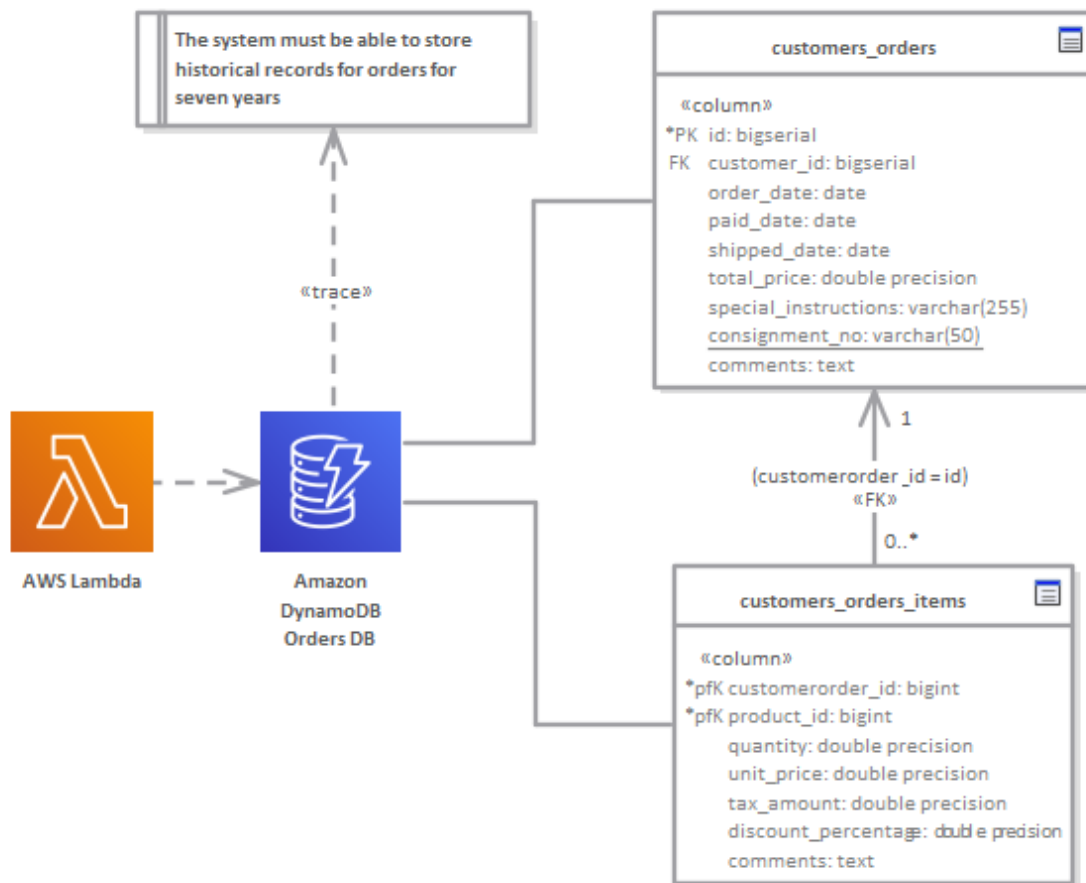 The system must be able to store
historical records for orders for
seven years
customers_orders
«column»
*PK id: bigserial
FK customer_id: bigserial
order_date: date
paid_date: date
shipped_date: date
total_price: double precision
special_instructions: varchar(255)
consignment_no: varchar(50)
comments: text
«trace»
1
(customerorder_id = id)
«FK»
0..*
AWS Lambda
Amazon
DynamoDB
Orders DB
customers_orders_items
«column»
*pfK customerorder_id: bigint
*pfK product_id: bigint
quantity: double precision
unit_price: double precision
tax_amount: double precision
discount_percentage: double precision
comments: text